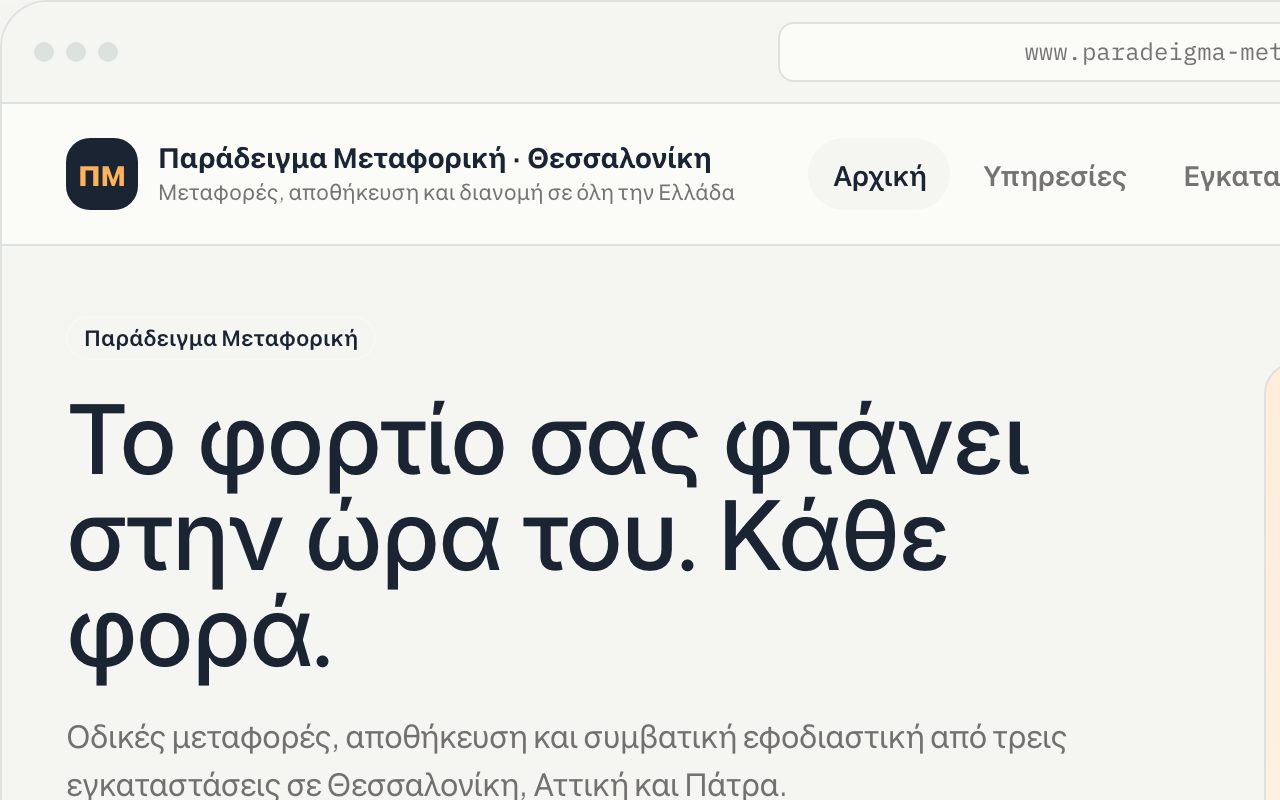 www.paradeigma-met
ΠΜ
Παράδειγμα Μεταφορική · Θεσσαλονίκη
Μεταφορές, αποθήκευση και διανομή σε όλη την Ελλάδα
Αρχική Υπηρεσίες Εγκατα
Παράδειγμα Μεταφορική
Το φορτίο σας φτάνει
στην ώρα του. Κάθε
φορά.
Οδικές μεταφορές, αποθήκευση και συμβατική εφοδιαστική από τρεις
εγκαταστάσεις σε Θεσσαλονίκη, Αττική και Πάτρα.